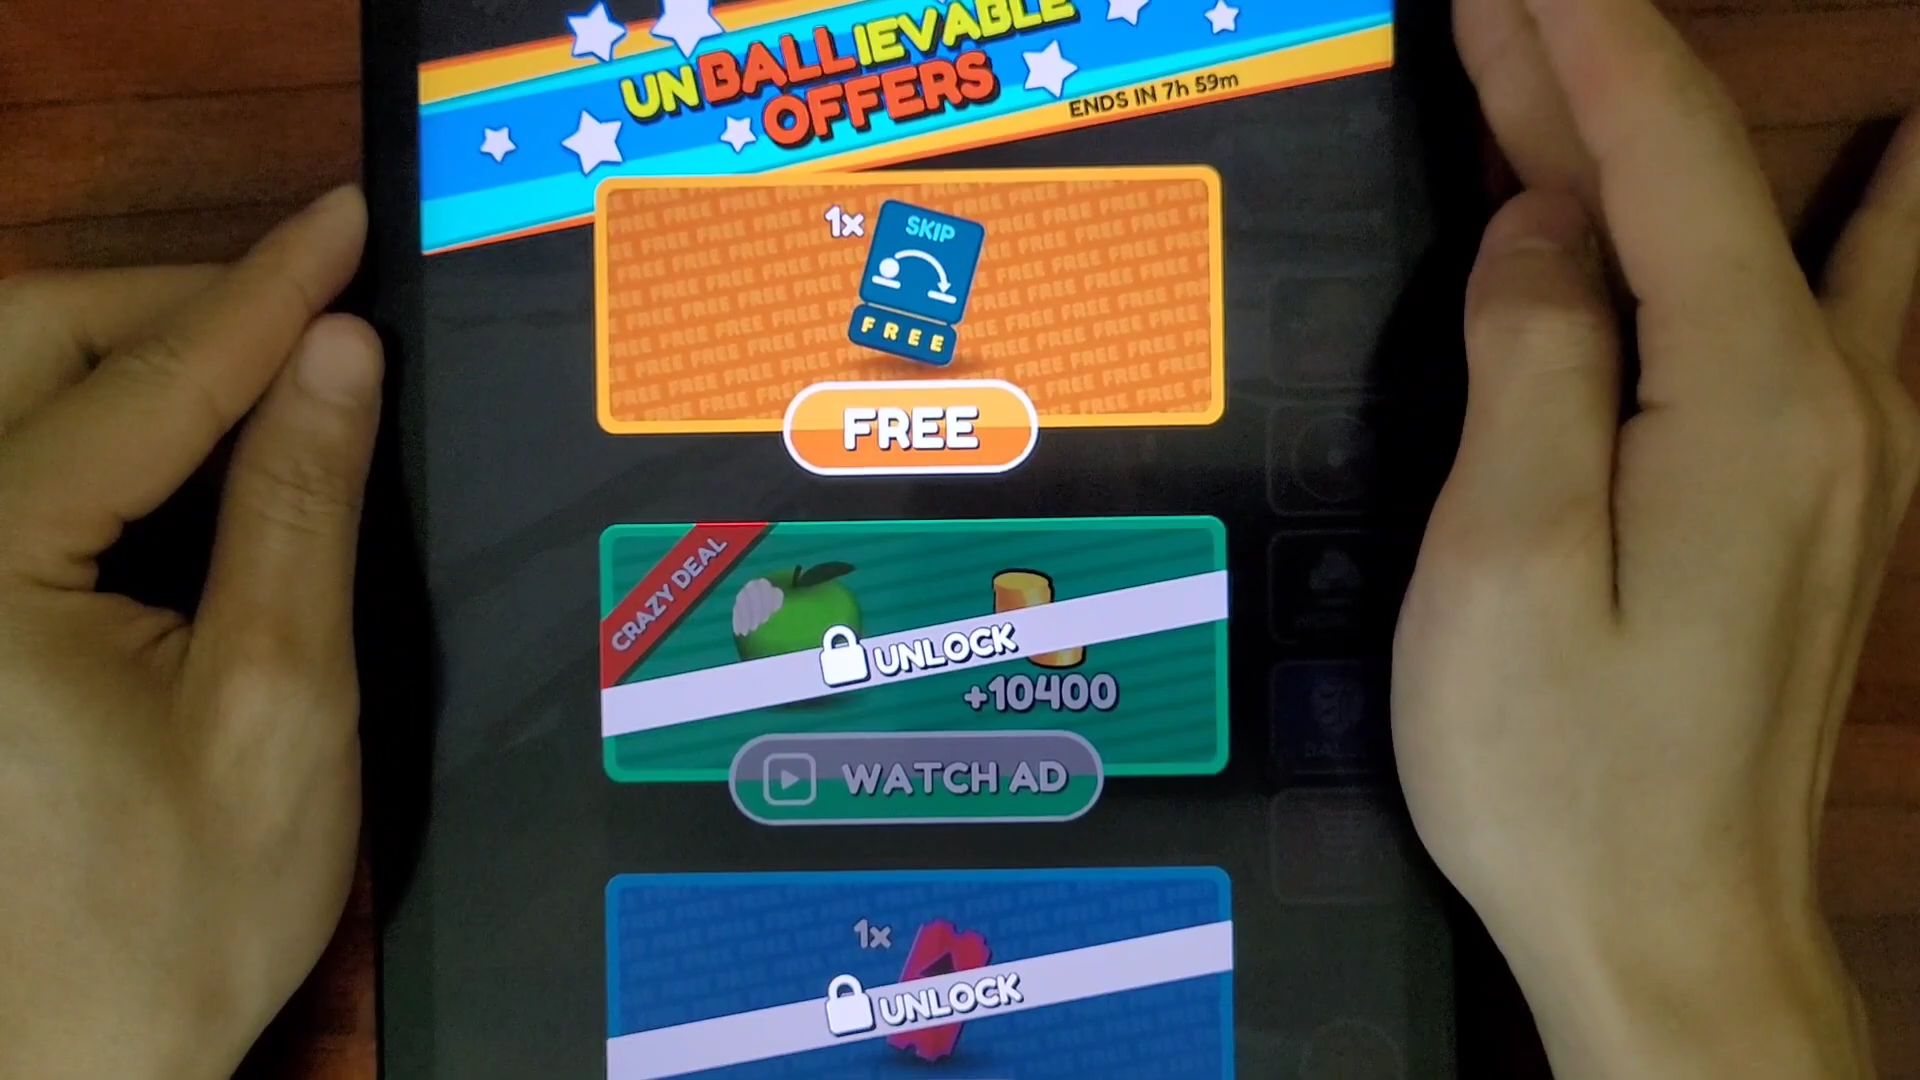 UNBALLIEVABLE
OFFERS
ENDS IN 7h 59m
1x
SKIP
FREE
FREE
CRAZY DEAL
UNLOCK
+10400
WATCH AD
1x
UNLOCK